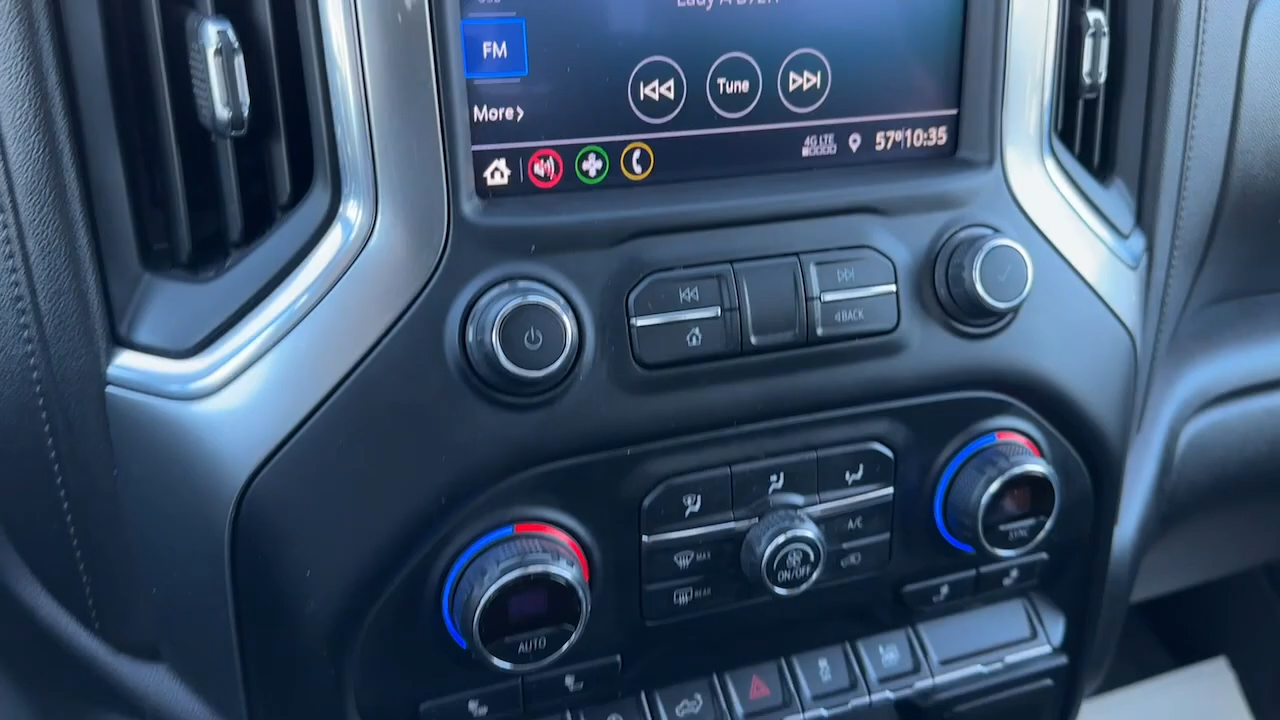 FM
More
Tune
4G LTE
57° 10:35
BACK
A/C
MAX
REAR
ON/OFF
SYNC
AUTO